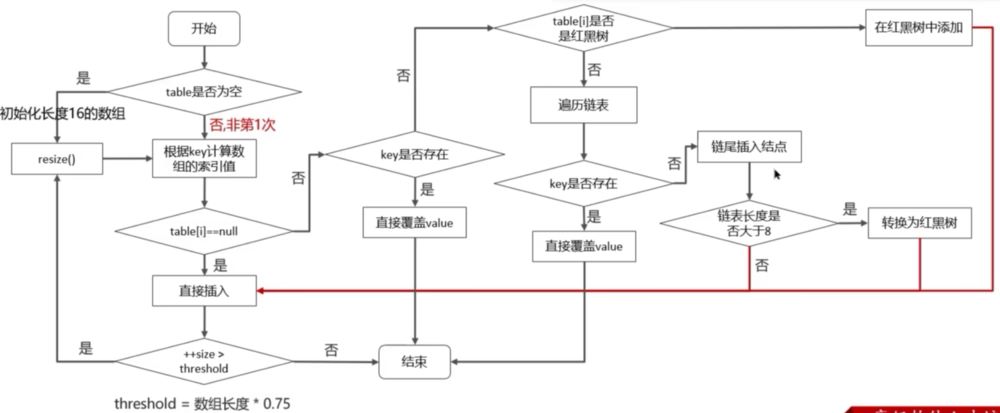 开始
table是否为空
是
初始化长度16的数组
否,非第1次
resize()
根据key计算数
组的索引值
table[i]==null
否
是
直接插入
++size >
threshold
是
否
threshold = 数组长度 * 0.75
key是否存在
否
是
直接覆盖value
结束
table[i]是否
是红黑树
否
遍历链表
key是否存在
否
是
直接覆盖value
链尾插入结点
链表长度是
否大于8
是
否
转换为红黑树
在红黑树中添加